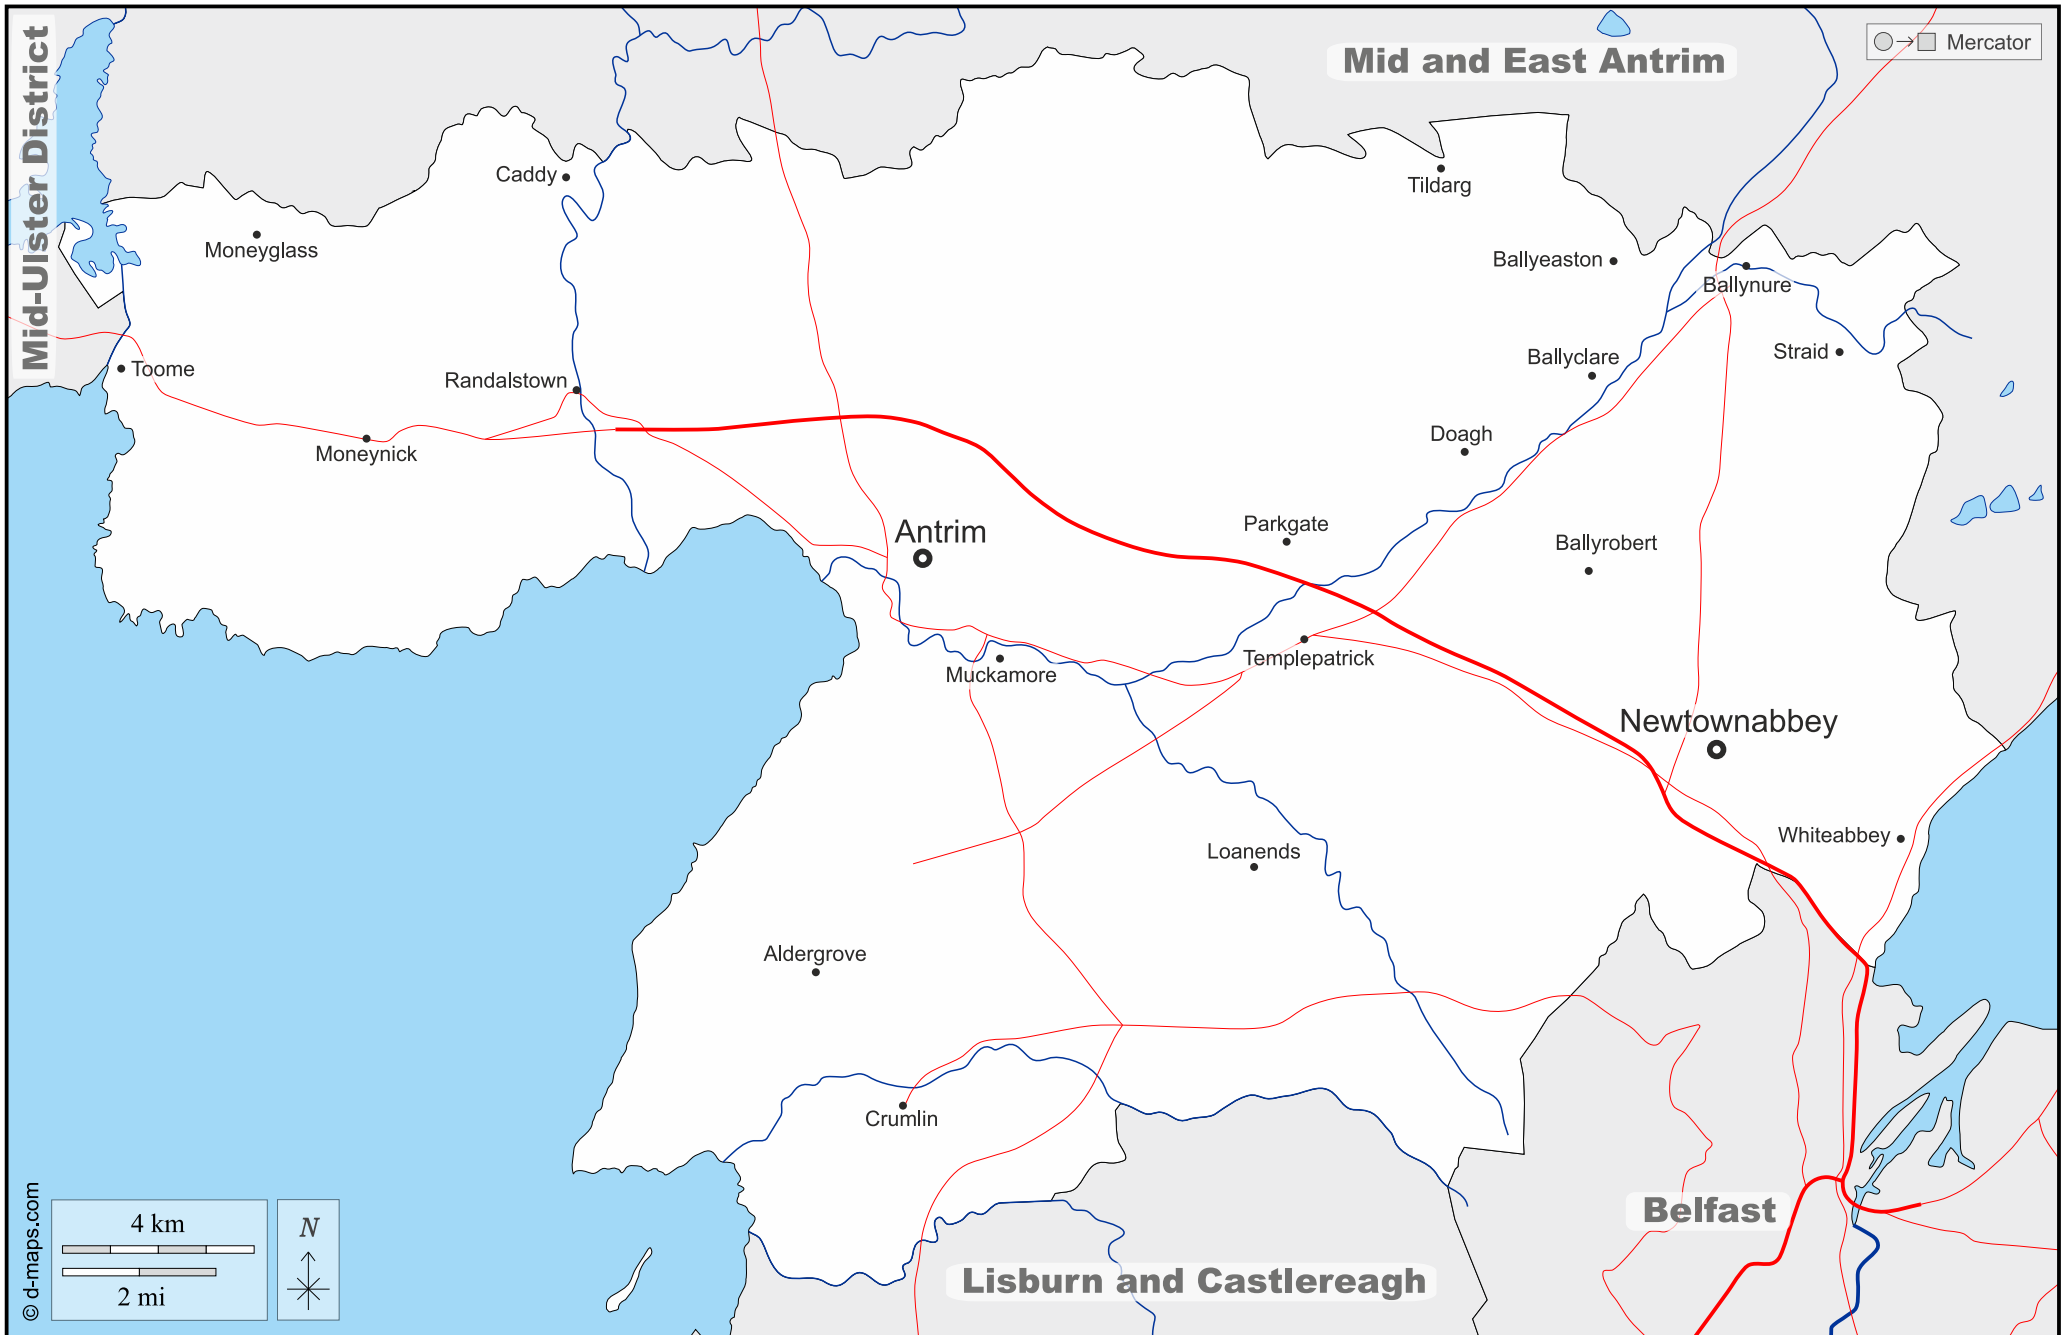 Mid and East Antrim
Mercator
Mid-Ulster District
Caddy
Tildarg
Moneyglass
Ballyeaston
Ballynure
Toome
Randalstown
Ballyclare
Straid
Moneynick
Doagh
Antrim
Parkgate
Ballyrobert
Muckamore
Templepatrick
Newtownabbey
Whiteabbey
Loanends
Aldergrove
Crumlin
Belfast
Lisburn and Castlereagh
© d-maps.com
4 km
2 mi
N